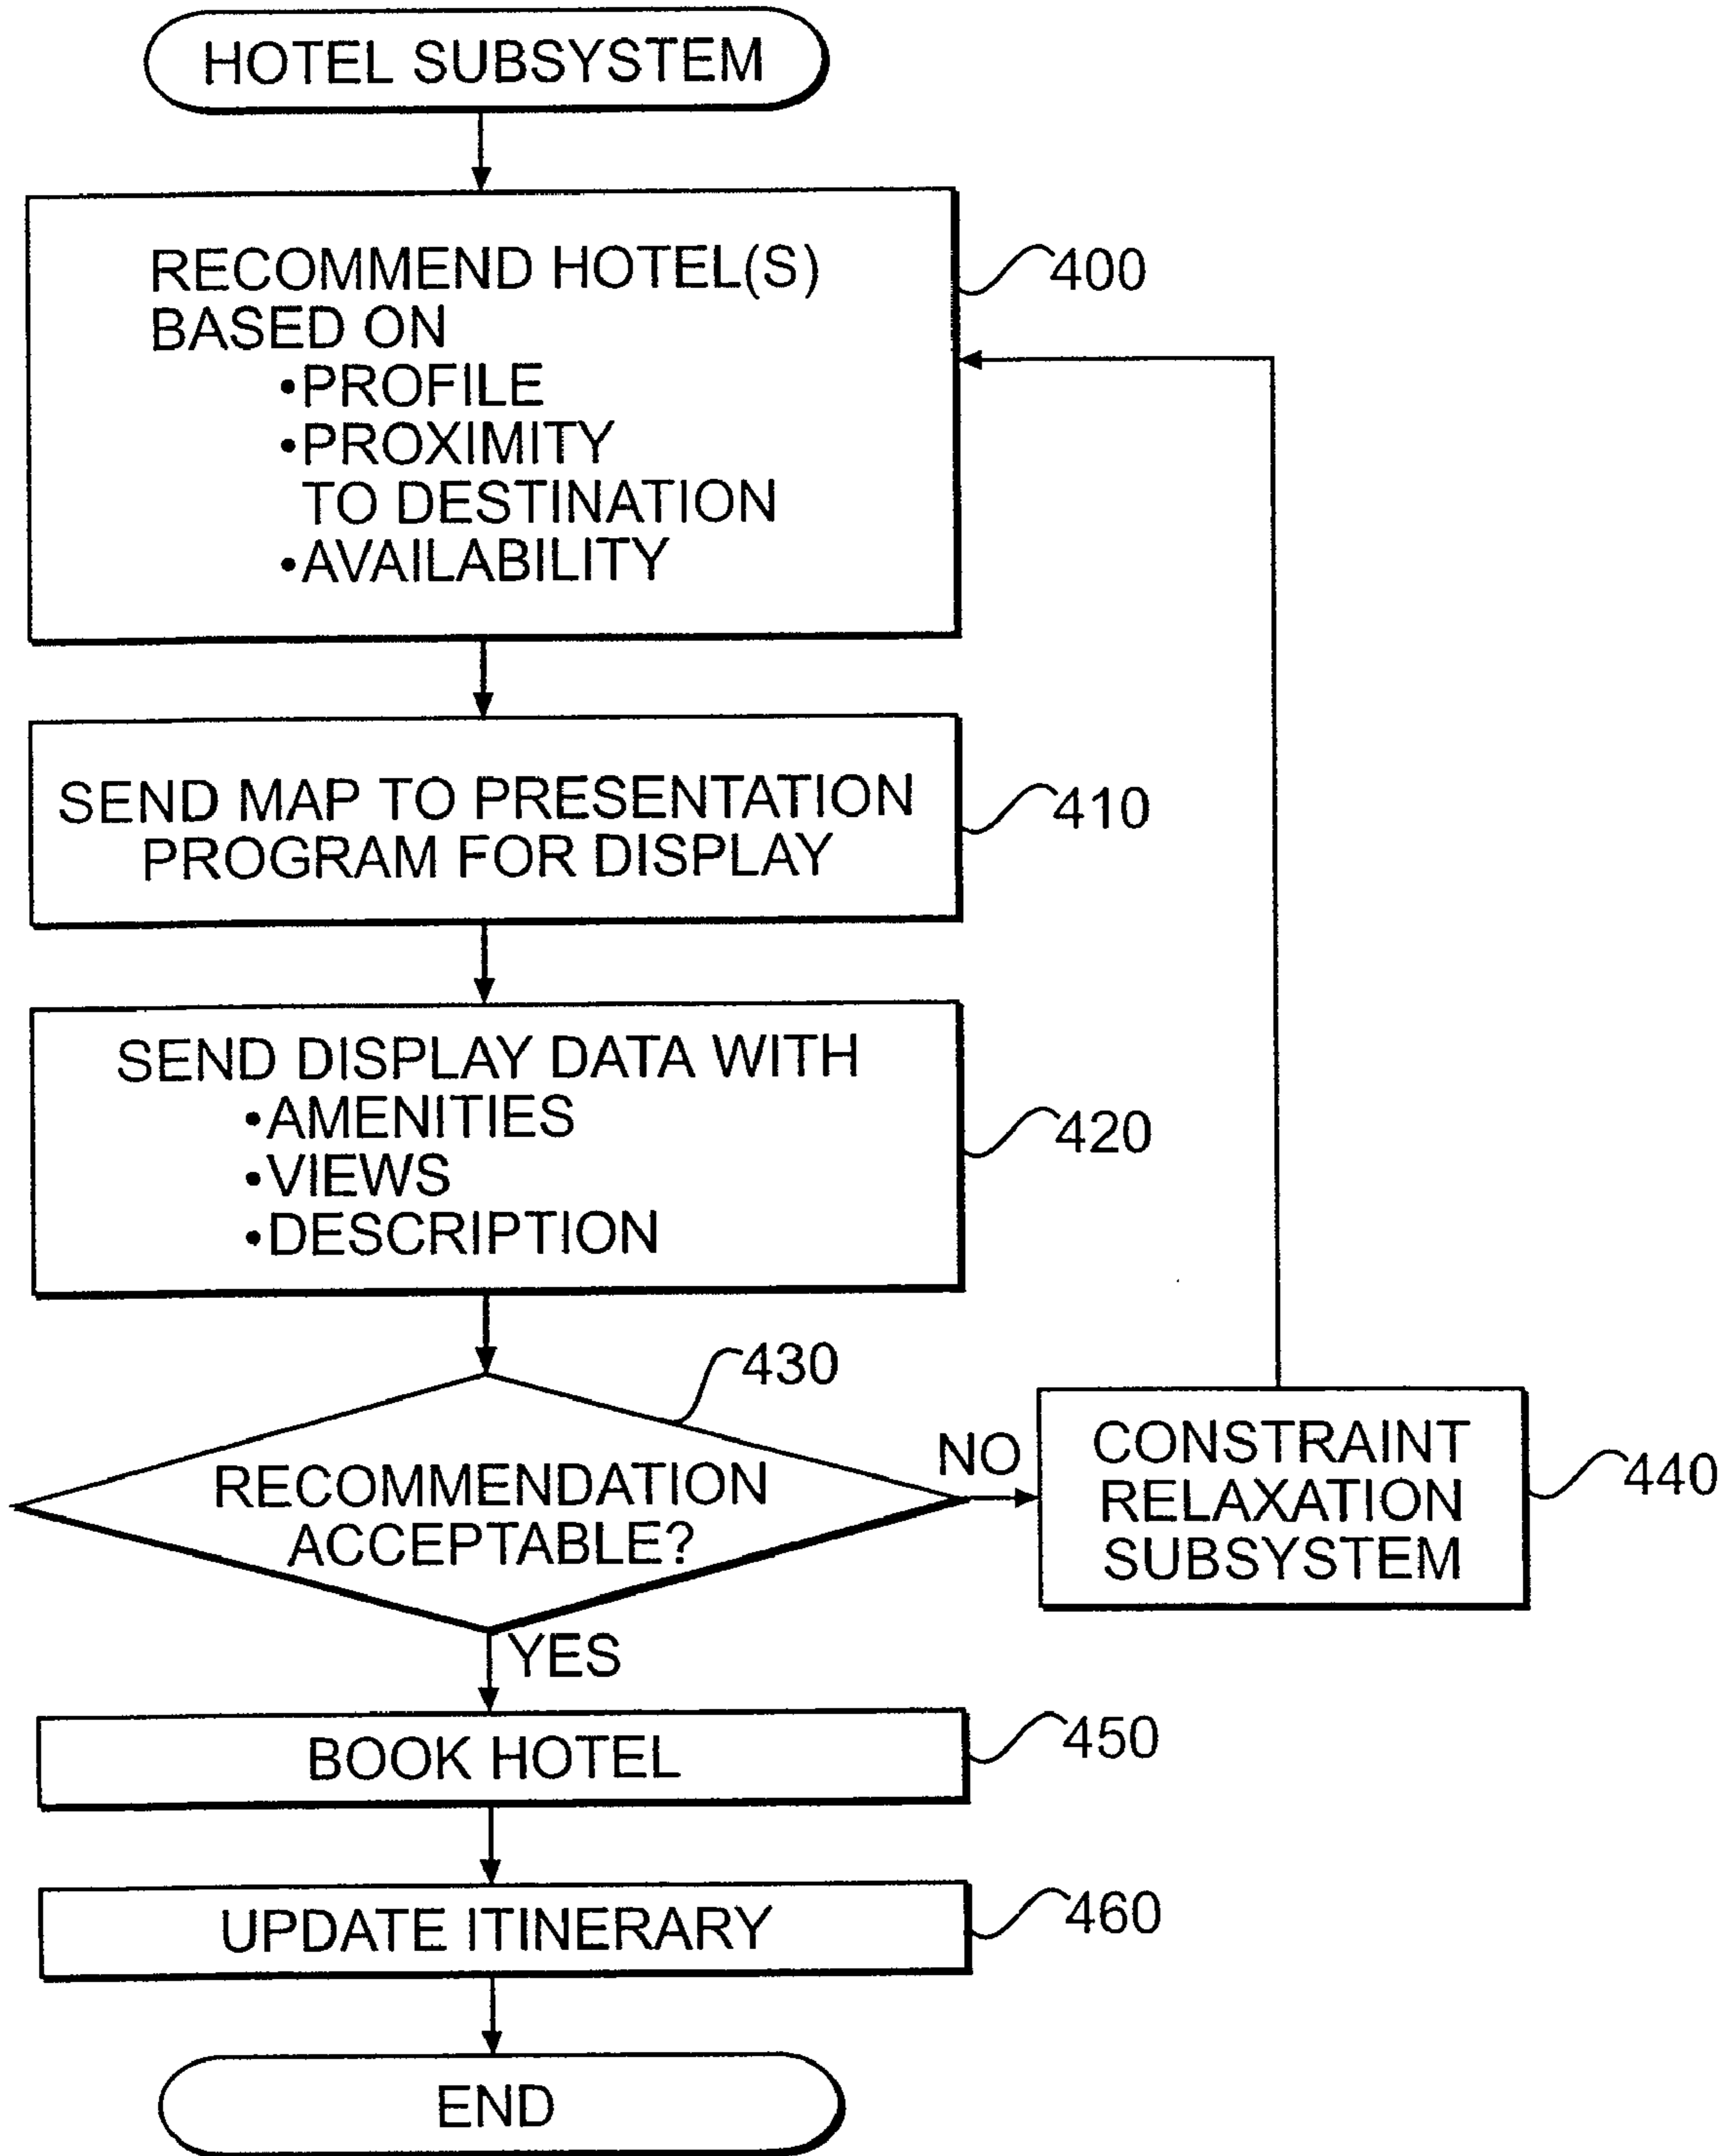 HOTEL SUBSYSTEM
RECOMMEND HOTEL(S)
BASED ON
•PROFILE
•PROXIMITY
TO DESTINATION
•AVAILABILITY
400
SEND MAP TO PRESENTATION
PROGRAM FOR DISPLAY
410
SEND DISPLAY DATA WITH
•AMENITIES
•VIEWS
•DESCRIPTION
420
430
RECOMMENDATION
ACCEPTABLE?
NO
CONSTRAINT
RELAXATION
SUBSYSTEM
440
YES
BOOK HOTEL
450
UPDATE ITINERARY
460
END